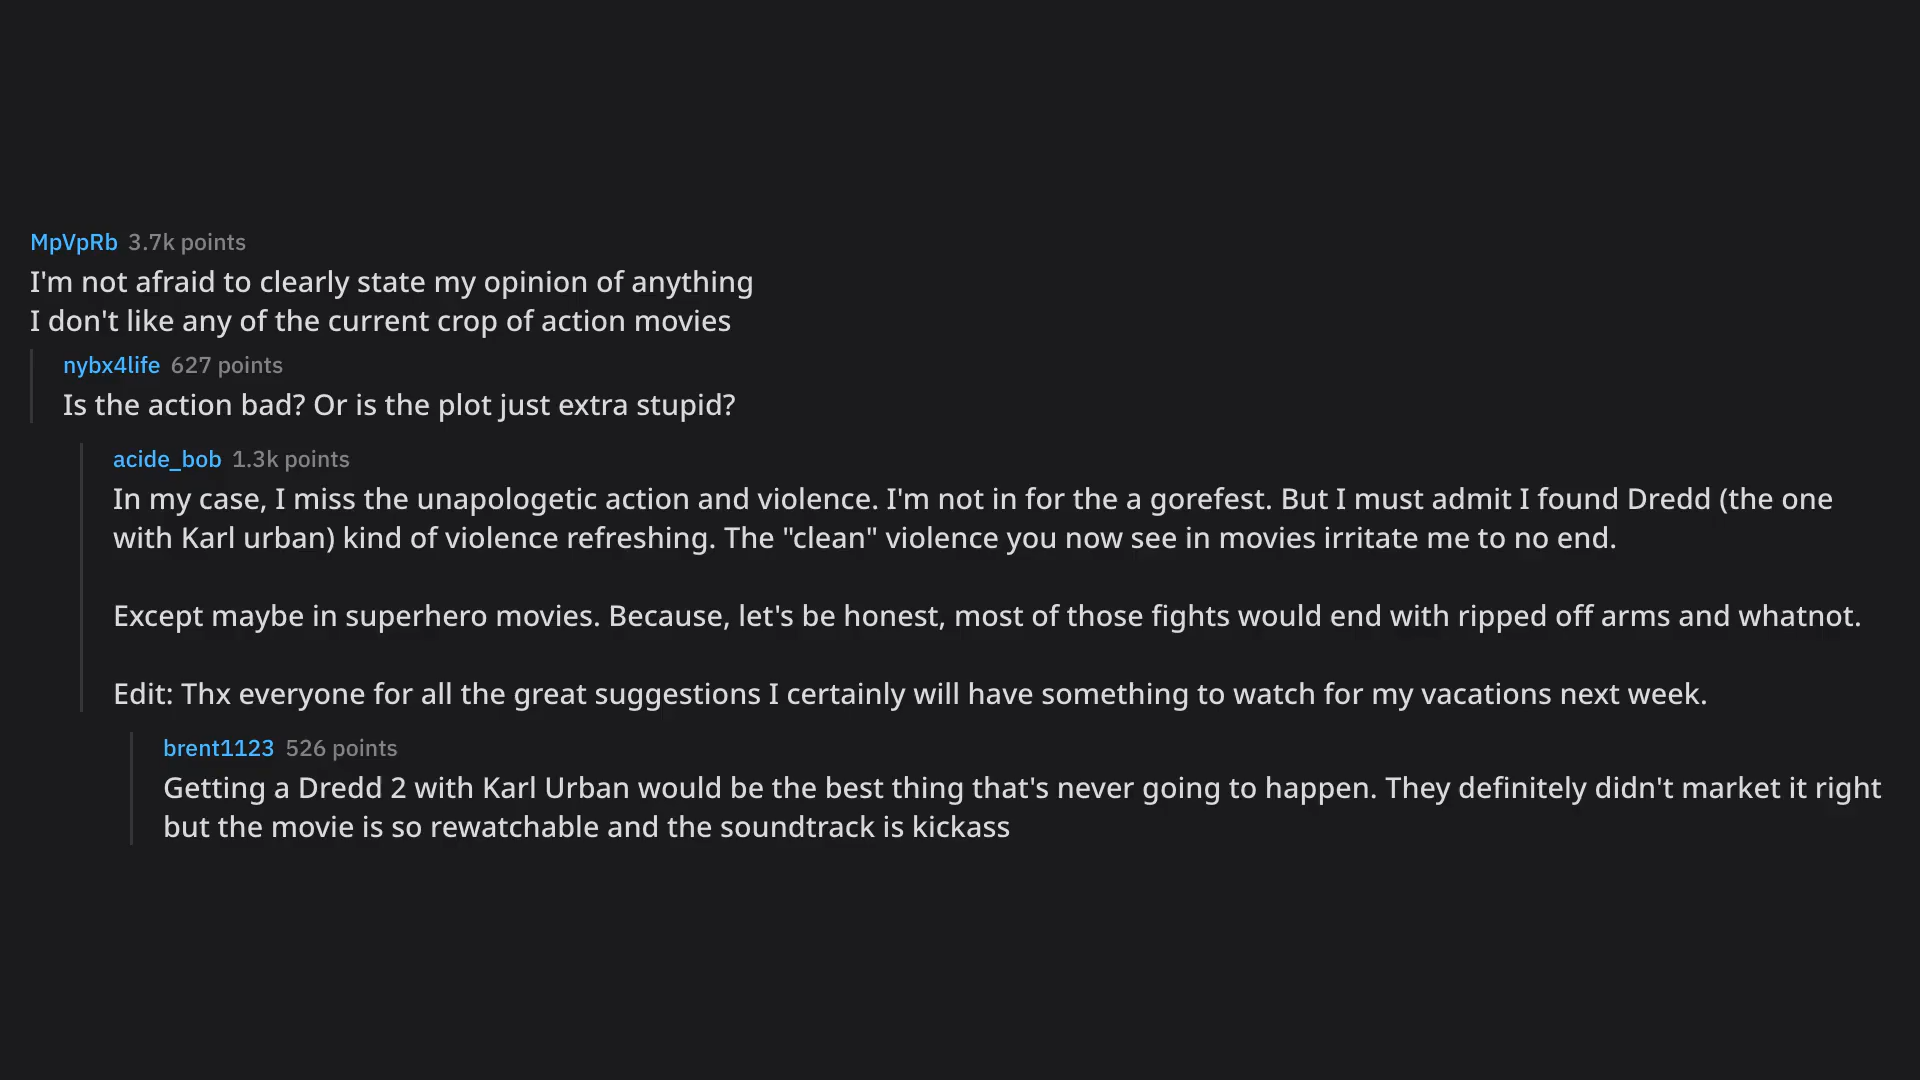 MpVpRb 3.7k points
I'm not afraid to clearly state my opinion of anything
I don't like any of the current crop of action movies
nybx4life 627 points
Is the action bad? Or is the plot just extra stupid?
acide_bob 1.3k points
In my case, I miss the unapologetic action and violence. I'm not in for the a gorefest. But I must admit I found Dredd (the one
with Karl urban) kind of violence refreshing. The "clean" violence you now see in movies irritate me to no end.
Except maybe in superhero movies. Because, let's be honest, most of those fights would end with ripped off arms and whatnot.
Edit: Thx everyone for all the great suggestions I certainly will have something to watch for my vacations next week.
brent1123 526 points
Getting a Dredd 2 with Karl Urban would be the best thing that's never going to happen. They definitely didn't market it right
but the movie is so rewatchable and the soundtrack is kickass